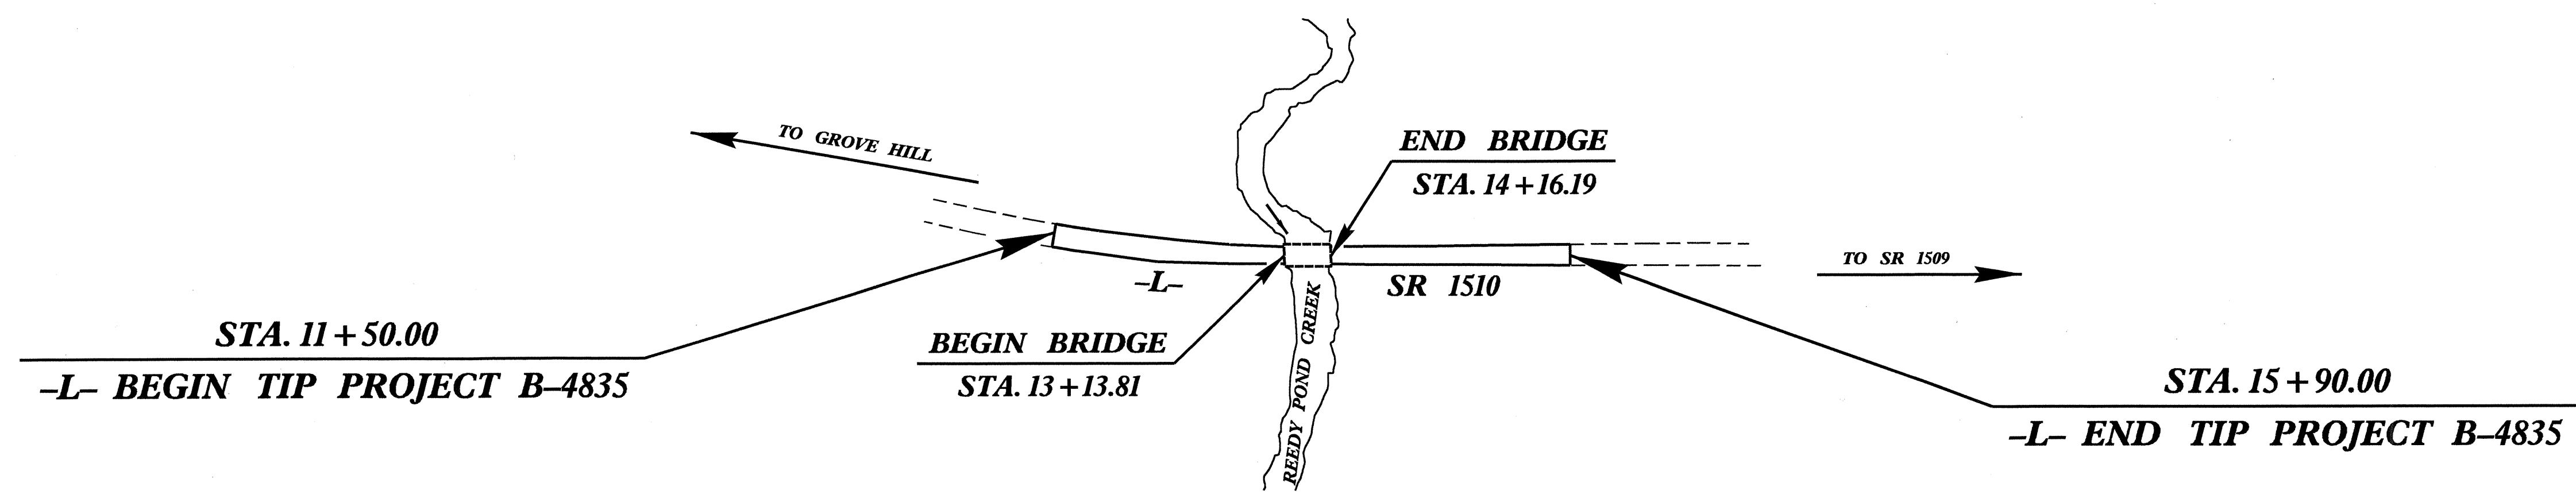 TO GROVE HILL
END BRIDGE
STA. 14+16.19
TO SR 1509
-L-
SR 1510
STA. 11+50.00
-L- BEGIN TIP PROJECT B-4835
BEGIN BRIDGE
STA. 13+13.81
REEDY POND CREEK
STA. 15+90.00
-L- END TIP PROJECT B-4835